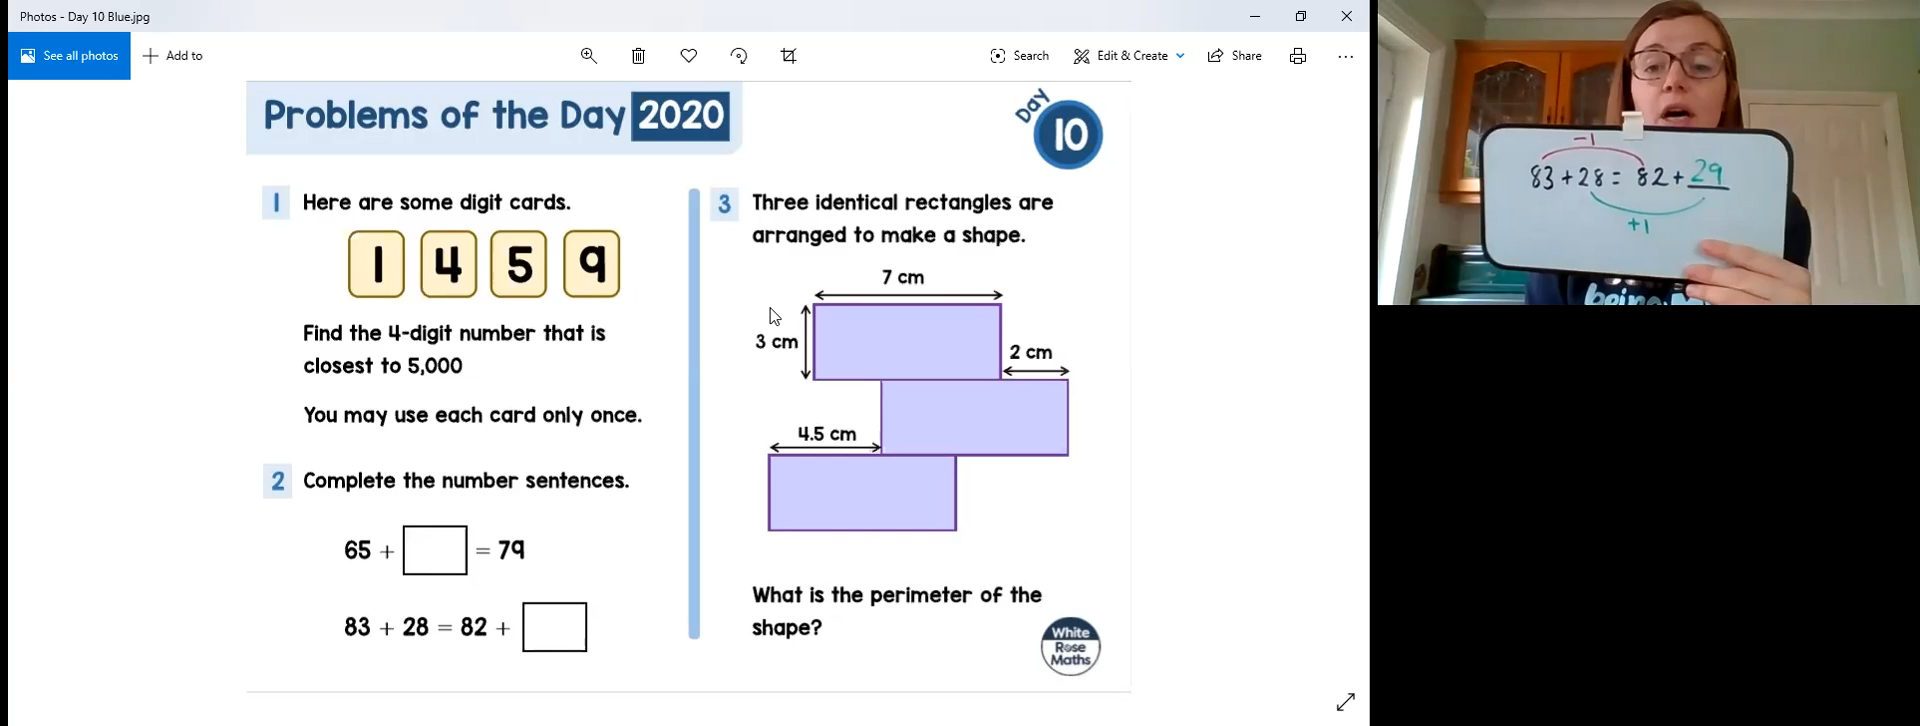 Photos - Day 10 Blue.jpg
See all photos
Add to
Search
Edit & Create
Share
Problems of the Day 2020
Day 10
1 Here are some digit cards.
1 4 5 9
Find the 4-digit number that is
closest to 5,000
You may use each card only once.
2 Complete the number sentences.
65 + = 79
83 + 28 = 82 +
3 Three identical rectangles are
arranged to make a shape.
7 cm
3 cm
2 cm
4.5 cm
What is the perimeter of the
shape?
White
Rose
Maths
-1
83 + 28 = 82 + 29
+1
being